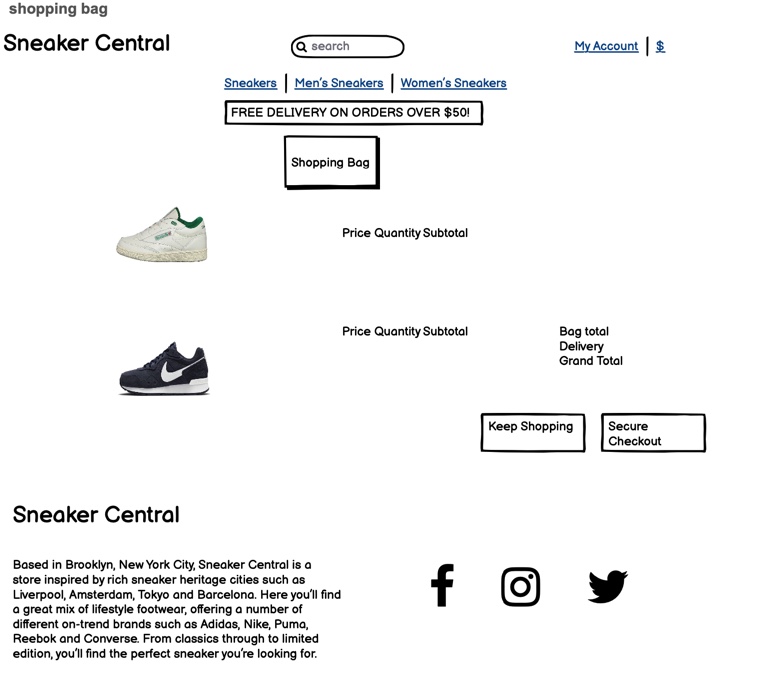 shopping bag
Sneaker Central
search
My Account | $
Sneakers | Men's Sneakers | Women's Sneakers
FREE DELIVERY ON ORDERS OVER $50!
Shopping Bag
Price Quantity Subtotal
Price Quantity Subtotal
Bag total
Delivery
Grand Total
Keep Shopping
Secure
Checkout
Sneaker Central
Based in Brooklyn, New York City, Sneaker Central is a
store inspired by rich sneaker heritage cities such as
Liverpool, Amsterdam, Tokyo and Barcelona. Here you'll find
a great mix of lifestyle footwear, offering a number of
different on-trend brands such as Adidas, Nike, Puma,
Reebok and Converse. From classics through to limited
edition, you'll find the perfect sneaker you're looking for.